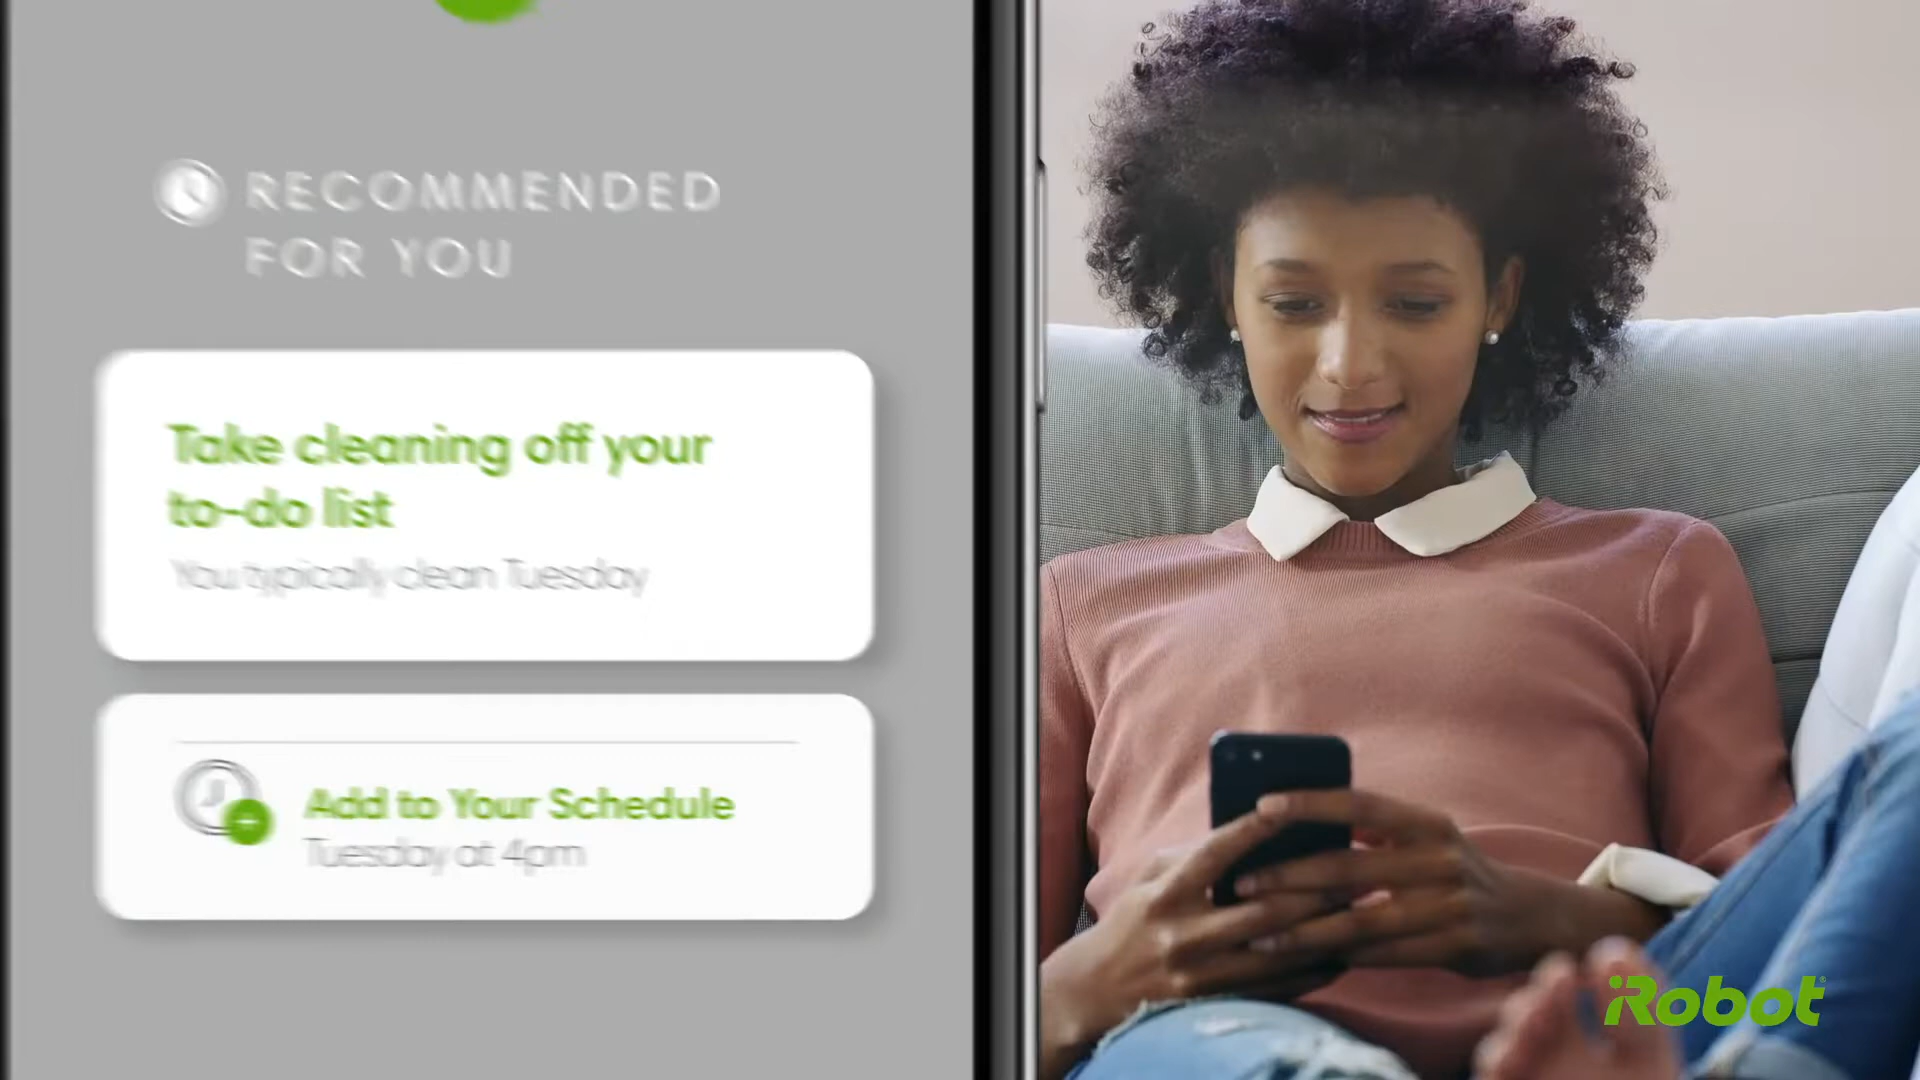 RECOMMENDED
FOR YOU
Take cleaning off your
to-do list
You typically clean Tuesday
Add to Your Schedule
Tuesday at 4pm
iRobot